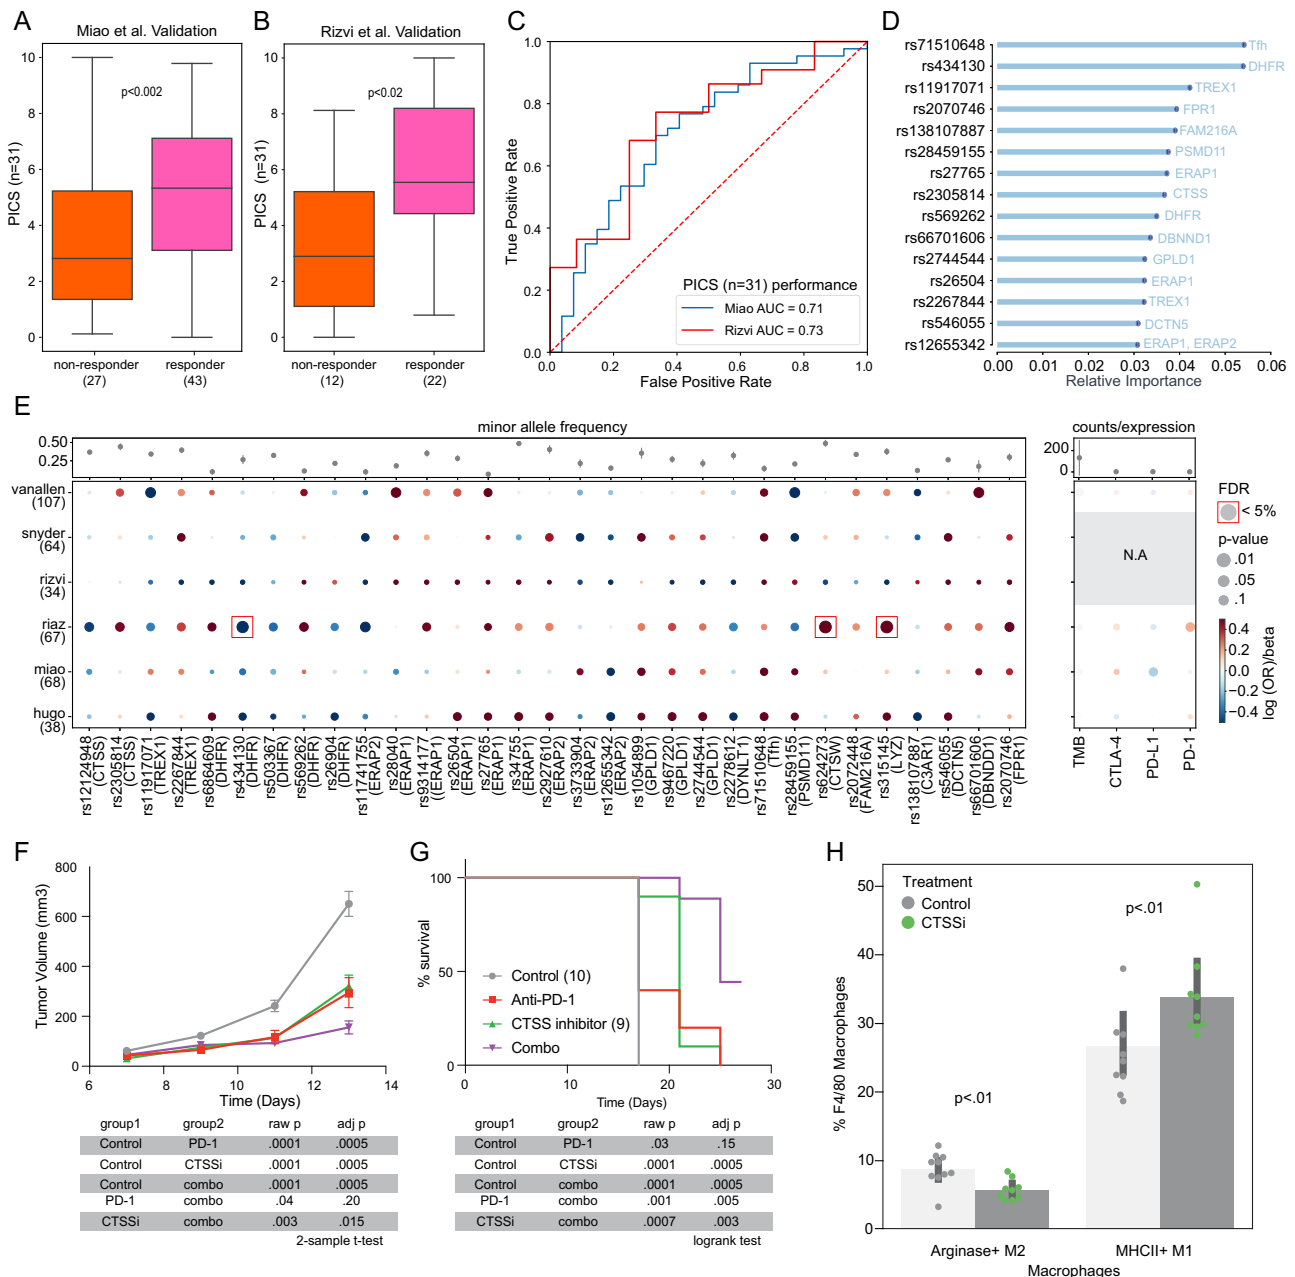 A
Miao et al. Validation
PICS (n=31)
10
8
6
4
2
0
p<0.002
non-responder
(27)
responder
(43)
B
Rizvi et al. Validation
PICS (n=31)
10
8
6
4
2
0
p<0.02
non-responder
(12)
responder
(22)
C
True Positive Rate
1.0
0.8
0.6
0.4
0.2
0.0
PICS (n=31) performance
Miao AUC = 0.71
Rizvi AUC = 0.73
0.0 0.2 0.4 0.6 0.8 1.0
False Positive Rate
D
rs71510648 Tfh
rs434130 DHFR
rs11917071 TREX1
rs2070746 FPR1
rs138107887 FAM216A
rs28459155 PSMD11
rs27765 ERAP1
rs2305814 CTSS
rs569262 DHFR
rs66701606 DBNND1
rs2744544 GPLD1
rs26504 ERAP1
rs2267844 TREX1
rs546055 DCTN5
rs12655342 ERAP1, ERAP2
0.00 0.01 0.02 0.03 0.04 0.05 0.06
Relative Importance
E
minor allele frequency
0.50
0.25
vanallen
(107)
snyder
(64)
rizvi
(34)
riaz
(67)
miao
(68)
hugo
(38)
rs12124948
(CTSS)
rs2305814
(CTSS)
rs11917071
(TREX1)
rs2267844
(TREX1)
rs68664609
(DHFR)
rs434130
(DHFR)
rs503367
(DHFR)
rs569262
(DHFR)
rs26904
(DHFR)
rs11741755
(ERAP2)
rs28040
(ERAP1)
rs9314177
((ERAP1)
rs26504
(ERAP1)
rs27765
(ERAP1)
rs34755
(ERAP1)
rs2927610
(ERAP2)
rs3733904
(ERAP2)
rs12655342
(ERAP2)
rs1054899
(GPLD1)
rs9467220
(GPLD1)
rs2744544
(GPLD1)
rs2278612
(DYNLT1)
rs71510648
(Tfh)
rs28459155
(PSMD11)
rs624273
(CTSW)
rs2072448
(FAM216A)
rs315145
(LYZ)
rs138107887
(C3AR1)
rs546055
(DCTN5)
rs66701606
(DBNDD1)
rs2070746
(FPR1)
counts/expression
200
0
N.A
TMB
CTLA-4
PD-L1
PD-1
FDR
< 5%
p-value
.01
.05
.1
0.4
0.2
0.0
−0.2
−0.4
log (OR)/beta
F
Tumor Volume (mm3)
800
600
400
200
0
6 8 10 12 14
Time (Days)
group1 group2 raw p adj p
Control PD-1 .0001 .0005
Control CTSSi .0001 .0005
Control combo .0001 .0005
PD-1 combo .04 .20
CTSSi combo .003 .015
2-sample t-test
G
% survival
100
50
0
Control (10)
Anti-PD-1
CTSS inhibitor (9)
Combo
0 10 20 30
Time (Days)
group1 group2 raw p adj p
Control PD-1 .03 .15
Control CTSSi .0001 .0005
Control combo .0001 .0005
PD-1 combo .001 .005
CTSSi combo .0007 .003
logrank test
H
% F4/80 Macrophages
50
40
30
20
10
0
Treatment
Control
CTSSi
p<.01
p<.01
Arginase+ M2
MHCII+ M1
Macrophages